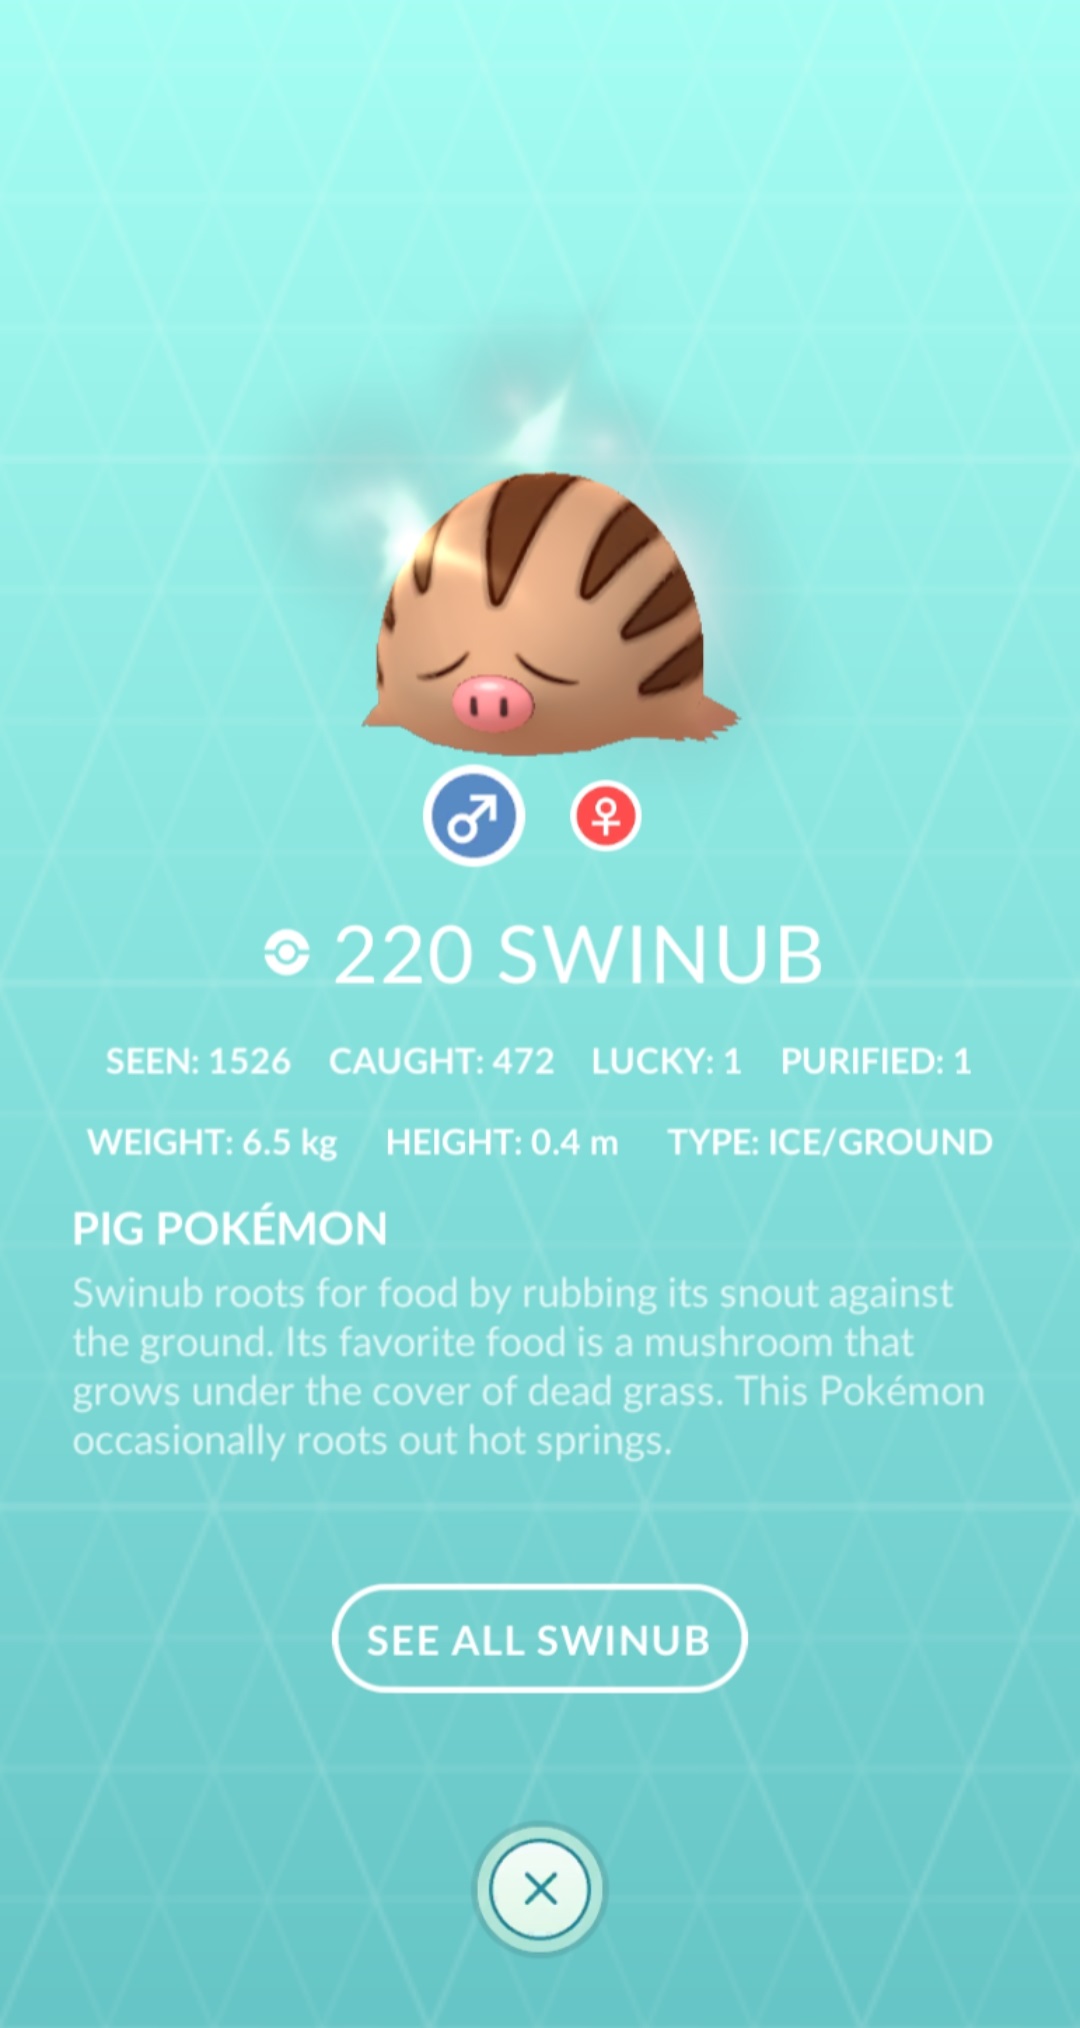 220 SWINUB
SEEN: 1526 CAUGHT: 472 LUCKY: 1 PURIFIED: 1
WEIGHT: 6.5 kg HEIGHT: 0.4 m TYPE: ICE/GROUND
PIG POKÉMON
Swinub roots for food by rubbing its snout against
the ground. Its favorite food is a mushroom that
grows under the cover of dead grass. This Pokémon
occasionally roots out hot springs.
SEE ALL SWINUB